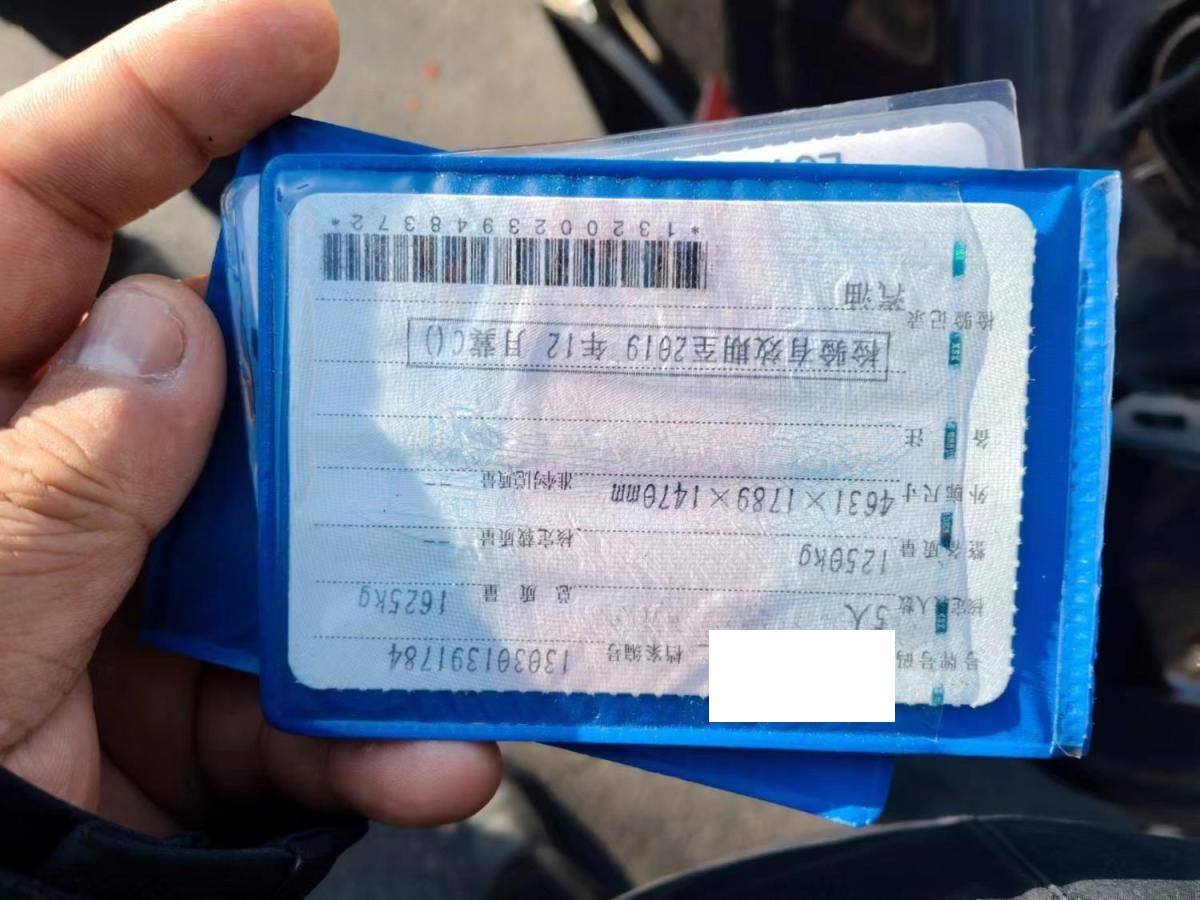 号牌号码 档案编号 130301391784
核定载人数 5人 总质量 1625kg
整备质量 1250kg 核定载质量 --
外廓尺寸 4631×1789×1470mm 准牵引总质量 --
备注
检验有效期至2019 年12 月冀C()
检验记录
汽油
*13200023948372*